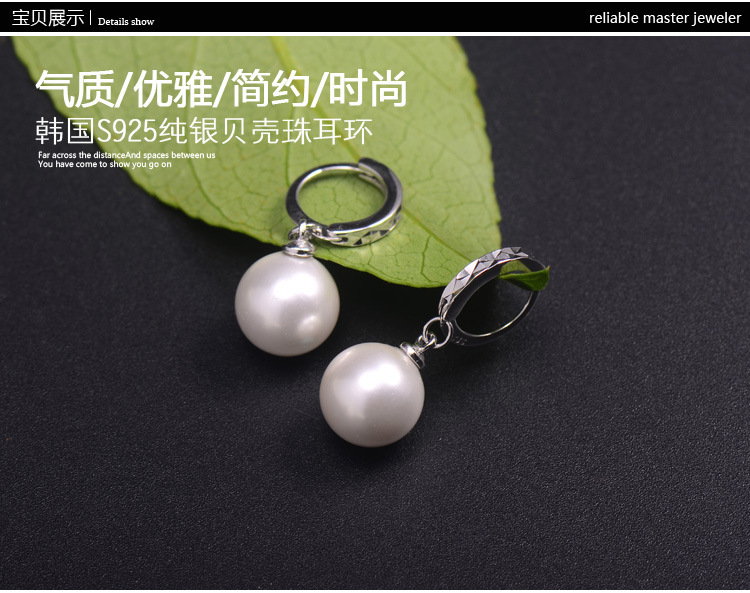 宝贝展示 | Details show
reliable master jeweler
气质/优雅/简约/时尚
韩国S925纯银贝壳珠耳环
Far across the distanceAnd spaces between us
You have come to show you go on